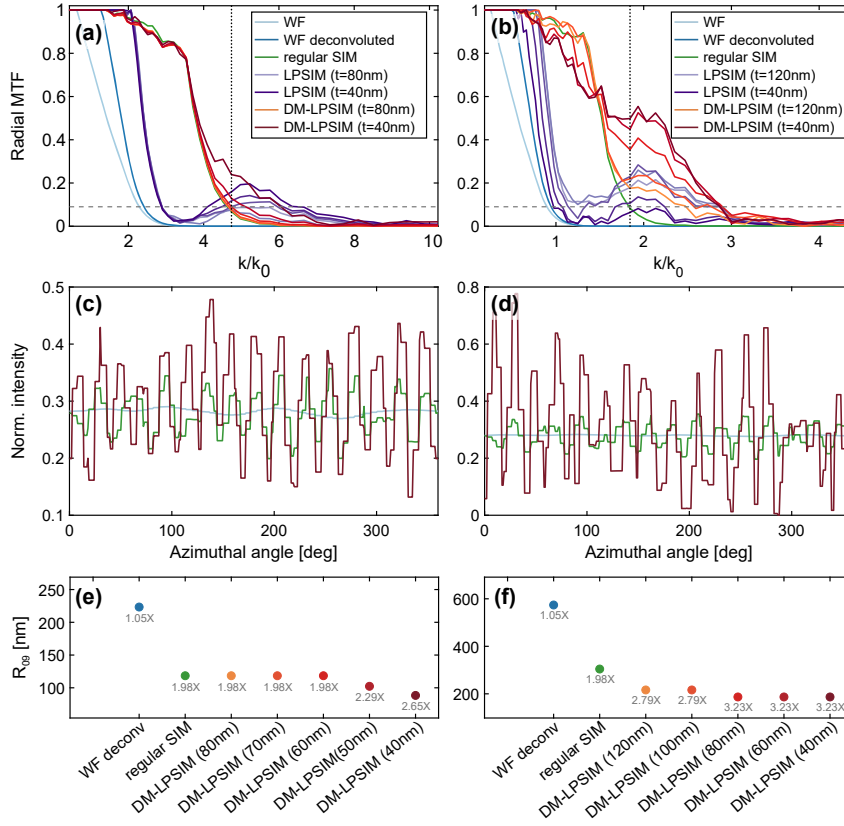 (a)
WF
WF deconvoluted
regular SIM
LPSIM (t=80nm)
LPSIM (t=40nm)
DM-LPSIM (t=80nm)
DM-LPSIM (t=40nm)
Radial MTF
1
0.8
0.6
0.4
0.2
0
2 4 6 8 10
k/k0
(b)
WF
WF deconvoluted
regular SIM
LPSIM (t=120nm)
LPSIM (t=40nm)
DM-LPSIM (t=120nm)
DM-LPSIM (t=40nm)
1
0.8
0.6
0.4
0.2
0
0 1 2 3 4
k/k0
(c)
Norm. intensity
0.5
0.4
0.3
0.2
0.1
0 100 200 300
Azimuthal angle [deg]
(d)
0.8
0.6
0.4
0.2
0
0 100 200 300
Azimuthal angle [deg]
(e)
R09 [nm]
250
200
150
100
1.05X
1.98X
1.98X
1.98X
1.98X
2.29X
2.65X
WF deconv
regular SIM
DM-LPSIM (80nm)
DM-LPSIM (70nm)
DM-LPSIM (60nm)
DM-LPSIM(50nm)
DM-LPSIM (40nm)
(f)
600
400
200
1.05X
1.98X
2.79X
2.79X
3.23X
3.23X
3.23X
WF deconv
regular SIM
DM-LPSIM (120nm)
DM-LPSIM (100nm)
DM-LPSIM (80nm)
DM-LPSIM (60nm)
DM-LPSIM (40nm)